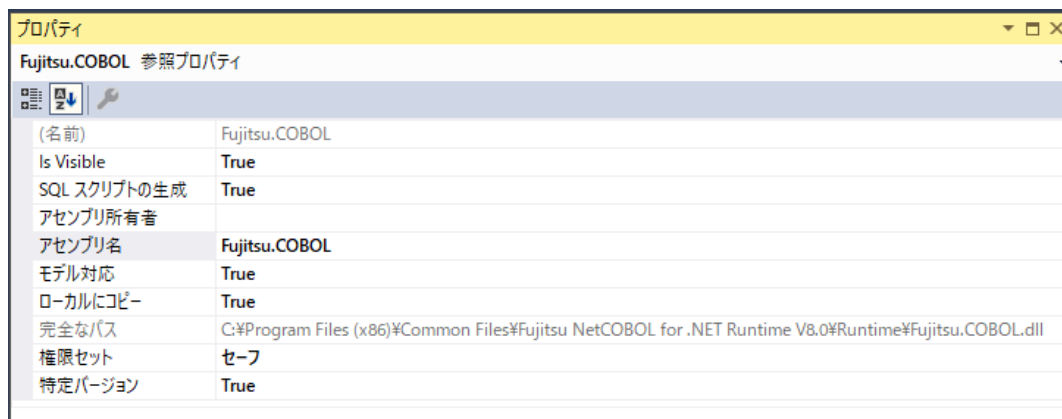 プロパティ
Fujitsu.COBOL 参照プロパティ
(名前) Fujitsu.COBOL
Is Visible True
SQL スクリプトの生成 True
アセンブリ所有者
アセンブリ名 Fujitsu.COBOL
モデル対応 True
ローカルにコピー True
完全なパス C:¥Program Files (x86)¥Common Files¥Fujitsu NetCOBOL for .NET Runtime V8.0¥Runtime¥Fujitsu.COBOL.dll
権限セット セーフ
特定バージョン True